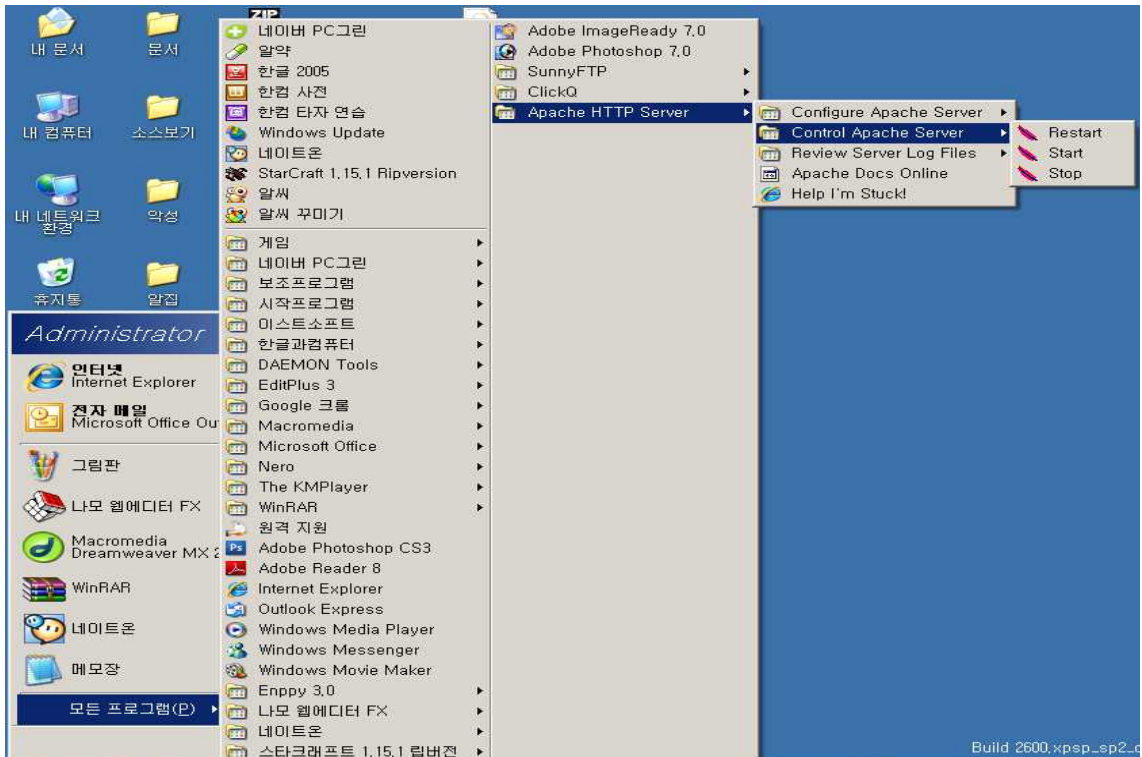 ZIP
내 문서
문서
내 컴퓨터
소스보기
내 네트워크
환경
악성
휴지통
알집
Administrator
인터넷
Internet Explorer
전자 메일
Microsoft Office Ou
그림판
나모 웹에디터 FX
Macromedia
Dreamweaver MX 2
WinRAR
네이트온
메모장
모든 프로그램(P)
네이버 PC그린
알약
한글 2005
한컴 사전
한컴 타자 연습
Windows Update
네이트온
StarCraft 1.15.1 Ripversion
알씨
알씨 꾸미기
게임
네이버 PC그린
보조프로그램
시작프로그램
이스트소프트
한글과컴퓨터
DAEMON Tools
EditPlus 3
Google 크롬
Macromedia
Microsoft Office
Nero
The KMPlayer
WinRAR
원격 지원
Adobe Photoshop CS3
Adobe Reader 8
Internet Explorer
Outlook Express
Windows Media Player
Windows Messenger
Windows Movie Maker
Enppy 3.0
나모 웹에디터 FX
네이트온
스타크래프트 1.15.1 립버전
Adobe ImageReady 7.0
Adobe Photoshop 7.0
SunnyFTP
ClickQ
Apache HTTP Server
Configure Apache Server
Control Apache Server
Review Server Log Files
Apache Docs Online
Help I'm Stuck!
Restart
Start
Stop
Build 2600.xpsp_sp2_